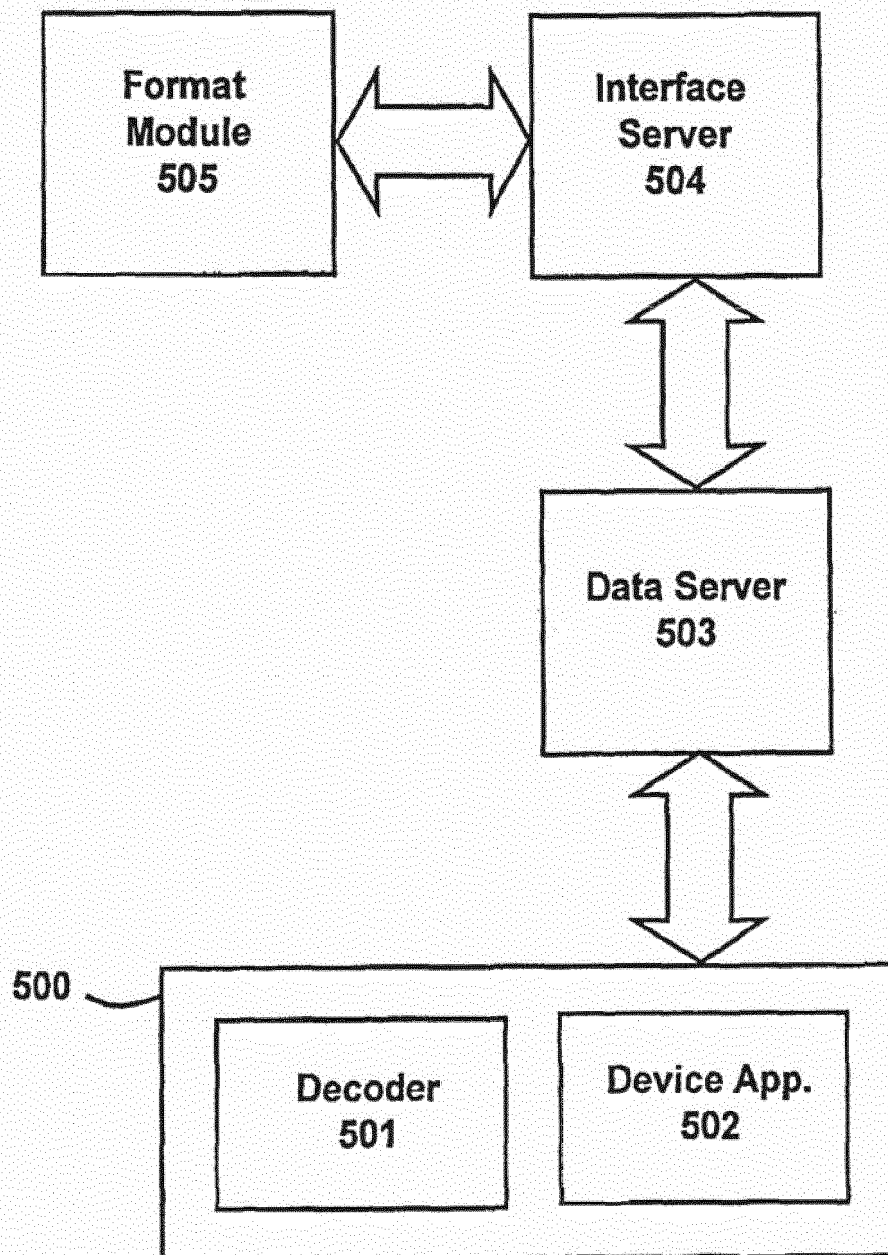 Format
Module
505
Interface
Server
504
Data Server
503
500
Decoder
501
Device App.
502